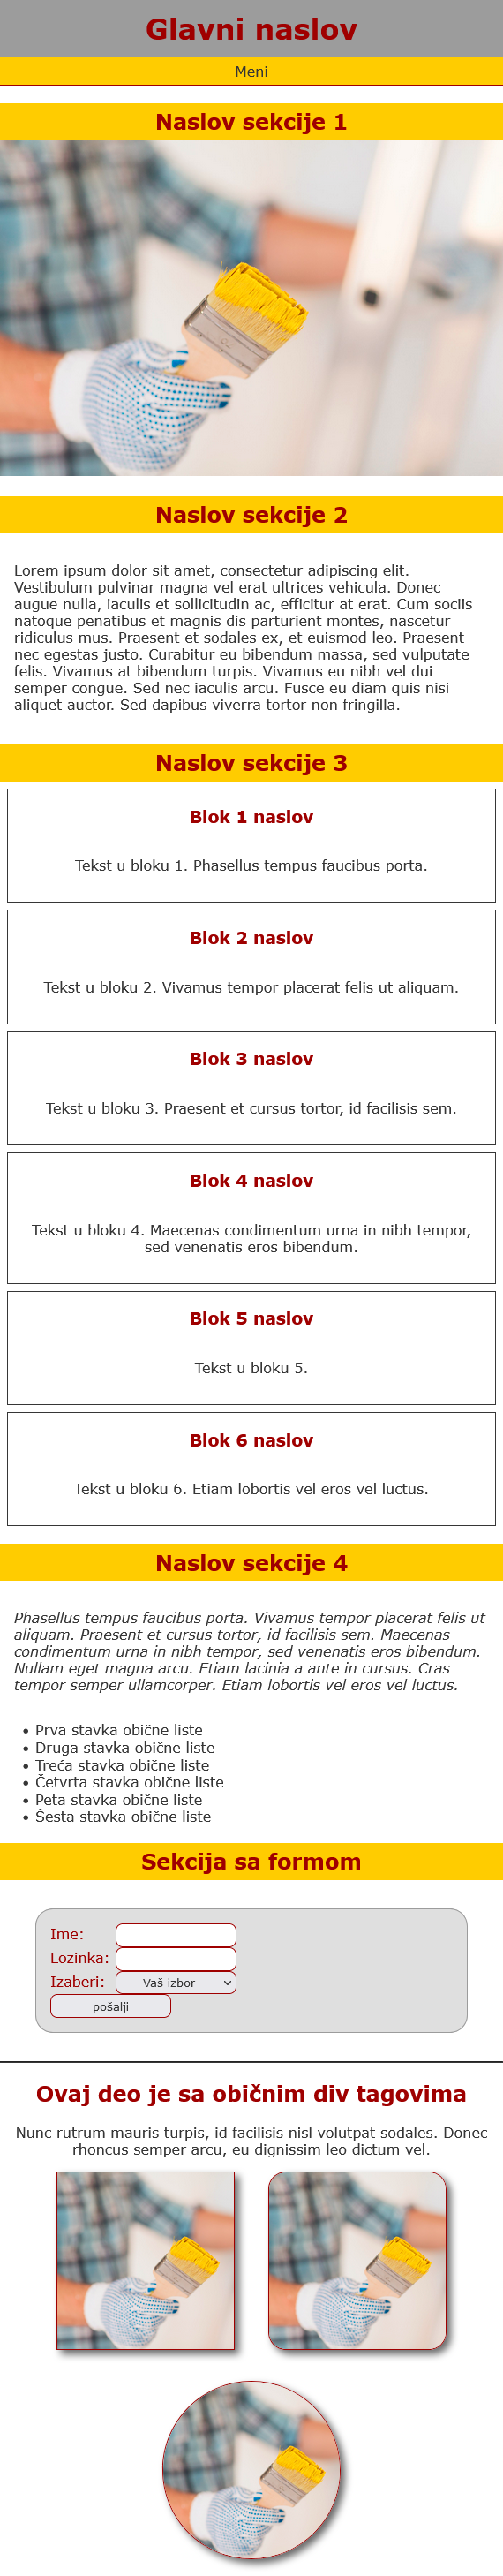 Glavni naslov
Meni
Naslov sekcije 1
Naslov sekcije 2
Lorem ipsum dolor sit amet, consectetur adipiscing elit.
Vestibulum pulvinar magna vel erat ultrices vehicula. Donec
augue nulla, iaculis et sollicitudin ac, efficitur at erat. Cum sociis
natoque penatibus et magnis dis parturient montes, nascetur
ridiculus mus. Praesent et sodales ex, et euismod leo. Praesent
nec egestas justo. Curabitur eu bibendum massa, sed vulputate
felis. Vivamus at bibendum turpis. Vivamus eu nibh vel dui
semper congue. Sed nec iaculis arcu. Fusce eu diam quis nisi
aliquet auctor. Sed dapibus viverra tortor non fringilla.
Naslov sekcije 3
Blok 1 naslov
Tekst u bloku 1. Phasellus tempus faucibus porta.
Blok 2 naslov
Tekst u bloku 2. Vivamus tempor placerat felis ut aliquam.
Blok 3 naslov
Tekst u bloku 3. Praesent et cursus tortor, id facilisis sem.
Blok 4 naslov
Tekst u bloku 4. Maecenas condimentum urna in nibh tempor,
sed venenatis eros bibendum.
Blok 5 naslov
Tekst u bloku 5.
Blok 6 naslov
Tekst u bloku 6. Etiam lobortis vel eros vel luctus.
Naslov sekcije 4
Phasellus tempus faucibus porta. Vivamus tempor placerat felis ut
aliquam. Praesent et cursus tortor, id facilisis sem. Maecenas
condimentum urna in nibh tempor, sed venenatis eros bibendum.
Nullam eget magna arcu. Etiam lacinia a ante in cursus. Cras
tempor semper ullamcorper. Etiam lobortis vel eros vel luctus.
• Prva stavka obične liste
• Druga stavka obične liste
• Treća stavka obične liste
• Četvrta stavka obične liste
• Peta stavka obične liste
• Šesta stavka obične liste
Sekcija sa formom
Ime:
Lozinka:
Izaberi: --- Vaš izbor ---
pošalji
Ovaj deo je sa običnim div tagovima
Nunc rutrum mauris turpis, id facilisis nisl volutpat sodales. Donec
rhoncus semper arcu, eu dignissim leo dictum vel.